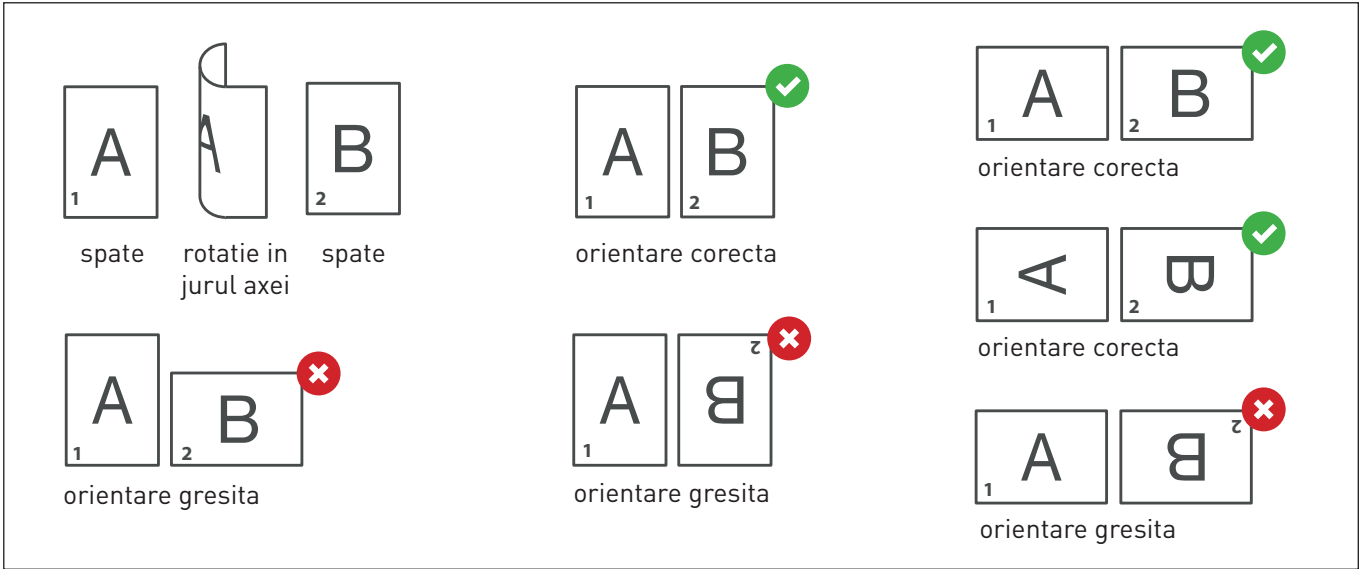 A
1
A
B
2
spate
rotatie in
jurul axei
spate
A
1
B
2
orientare gresita
A
1
B
2
orientare corecta
A
1
B
2
orientare gresita
A
1
B
2
orientare corecta
A
1
B
2
orientare corecta
A
1
B
2
orientare gresita